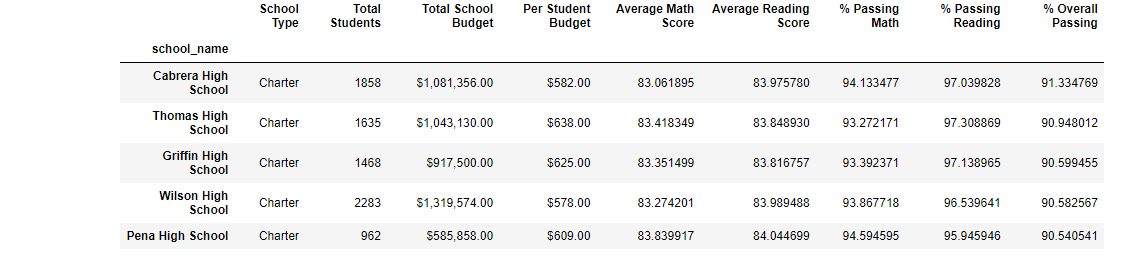 School Type Total Students Total School Budget Per Student Budget Average Math Score Average Reading Score % Passing Math % Passing Reading % Overall Passing
school_name
Cabrera High School Charter 1858 $1,081,356.00 $582.00 83.061895 83.975780 94.133477 97.039828 91.334769
Thomas High School Charter 1635 $1,043,130.00 $638.00 83.418349 83.848930 93.272171 97.308869 90.948012
Griffin High School Charter 1468 $917,500.00 $625.00 83.351499 83.816757 93.392371 97.138965 90.599455
Wilson High School Charter 2283 $1,319,574.00 $578.00 83.274201 83.989488 93.867718 96.539641 90.582567
Pena High School Charter 962 $585,858.00 $609.00 83.839917 84.044699 94.594595 95.945946 90.540541